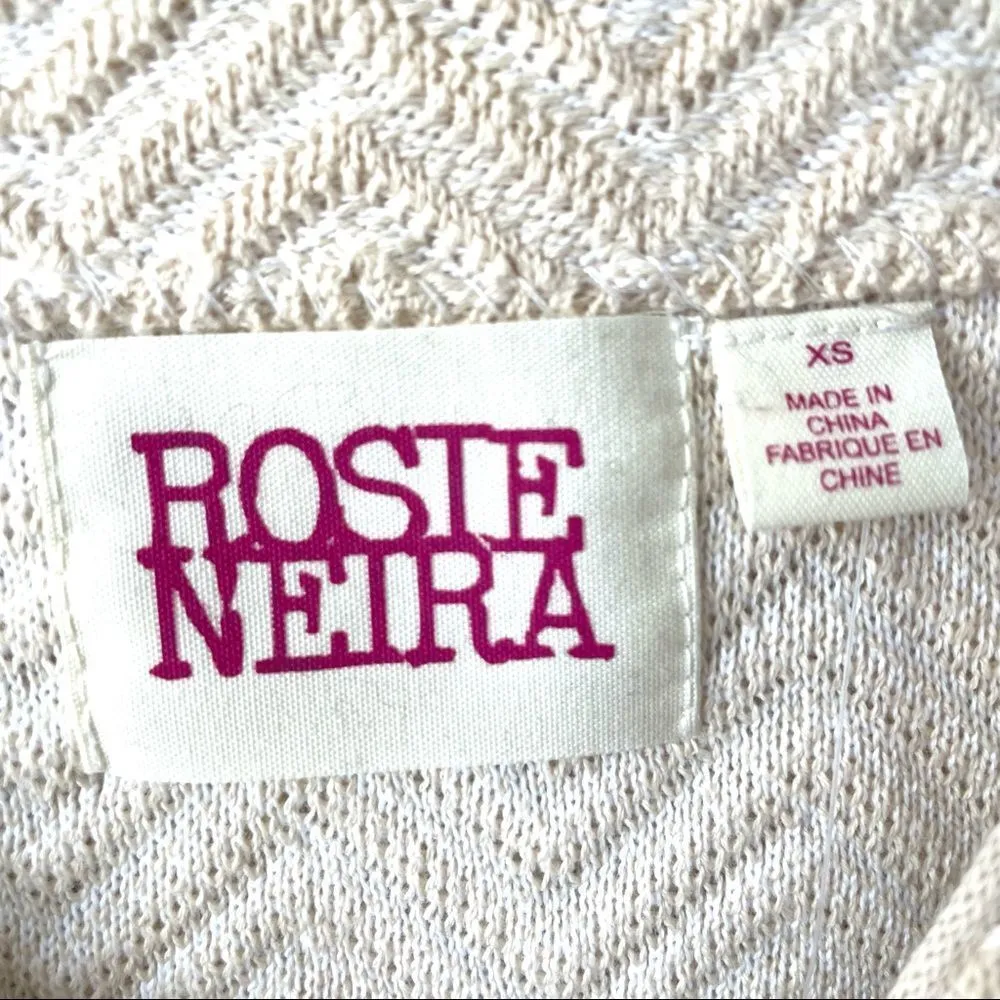 ROSIE
NEIRA
XS
MADE IN
CHINA
FABRIQUE EN
CHINE